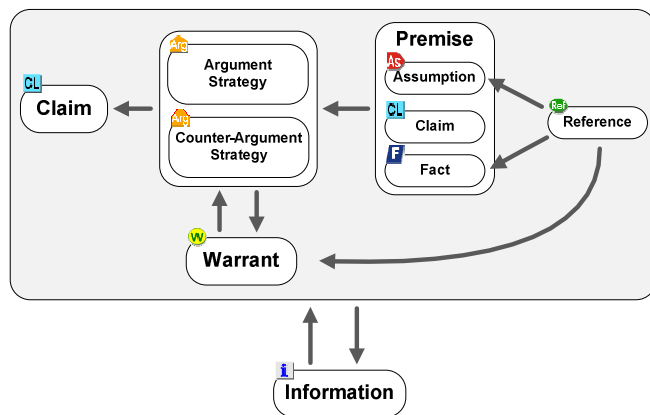 CL
Claim
Arg
Argument
Strategy
Arg
Counter-Argument
Strategy
Premise
As
Assumption
CL
Claim
F
Fact
Ref
Reference
W
Warrant
i
Information